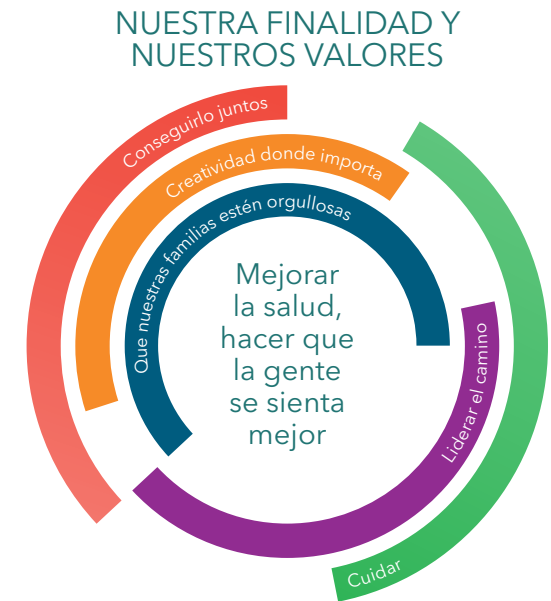 NUESTRA FINALIDAD Y
NUESTROS VALORES
Conseguirlo juntos
Creatividad donde importa
Que nuestras familias estén orgullosas
Mejorar
la salud,
hacer que
la gente
se sienta
mejor
Liderar el camino
Cuidar